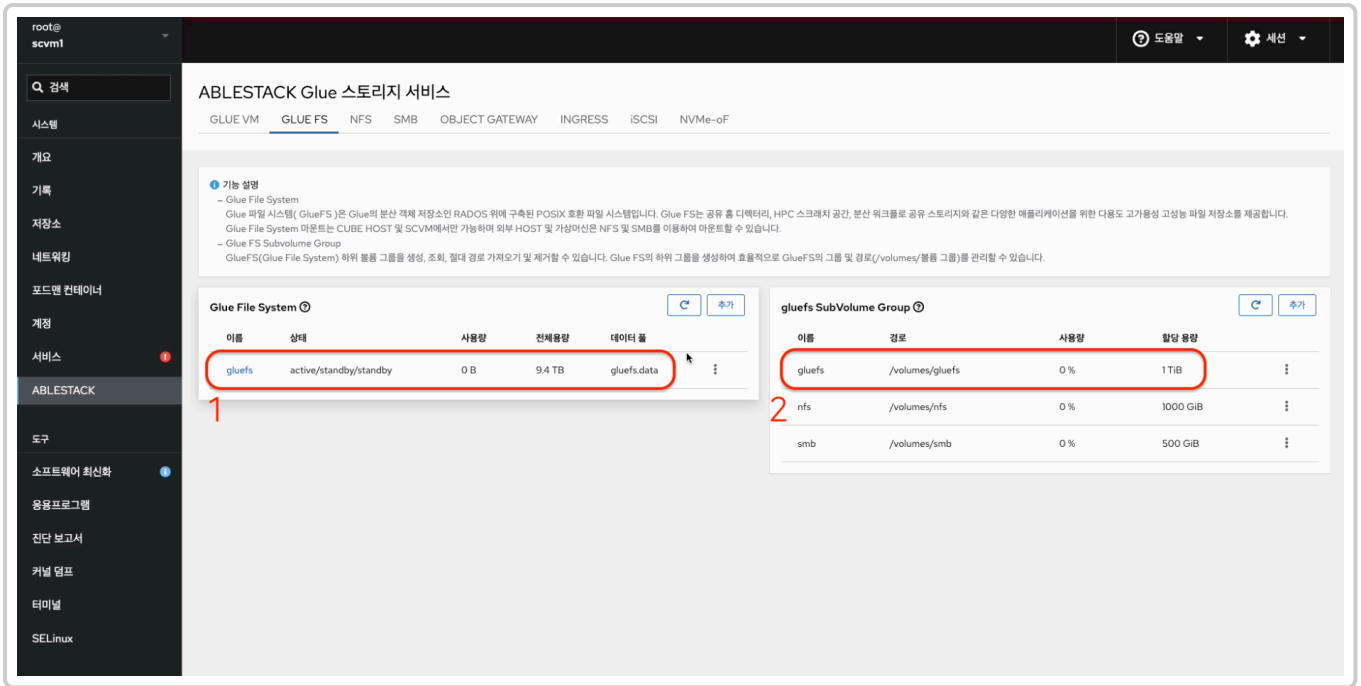 root@
scvm1
도움말
세션
검색
시스템
개요
기록
저장소
네트워킹
포드맨 컨테이너
계정
서비스
ABLESTACK
도구
소프트웨어 최신화
응용프로그램
진단 보고서
커널 덤프
터미널
SELinux
ABLESTACK Glue 스토리지 서비스
GLUE VM GLUE FS NFS SMB OBJECT GATEWAY INGRESS iSCSI NVMe-oF
기능 설명
– Glue File System
Glue 파일 시스템( GlueFS )은 Glue의 분산 객체 저장소인 RADOS 위에 구축된 POSIX 호환 파일 시스템입니다. Glue FS는 공유 홈 디렉터리, HPC 스크래치 공간, 분산 워크플로 공유 스토리지와 같은 다양한 애플리케이션을 위한 다용도 고가용성 고성능 파일 저장소를 제공합니다.
Glue File System 마운트는 CUBE HOST 및 SCVM에서만 가능하며 외부 HOST 및 가상머신은 NFS 및 SMB를 이용하여 마운트할 수 있습니다.
– Glue FS Subvolume Group
GlueFS(Glue File System) 하위 볼륨 그룹을 생성, 조회, 절대 경로 가져오기 및 제거할 수 있습니다. Glue FS의 하위 그룹을 생성하여 효율적으로 GlueFS의 그룹 및 경로(/volumes/볼륨 그룹)를 관리할 수 있습니다.
Glue File System
추가
이름 상태 사용량 전체용량 데이터 풀
gluefs active/standby/standby 0 B 9.4 TB gluefs.data
1
gluefs SubVolume Group
추가
이름 경로 사용량 할당 용량
gluefs /volumes/gluefs 0 % 1 TiB
2
nfs /volumes/nfs 0 % 1000 GiB
smb /volumes/smb 0 % 500 GiB